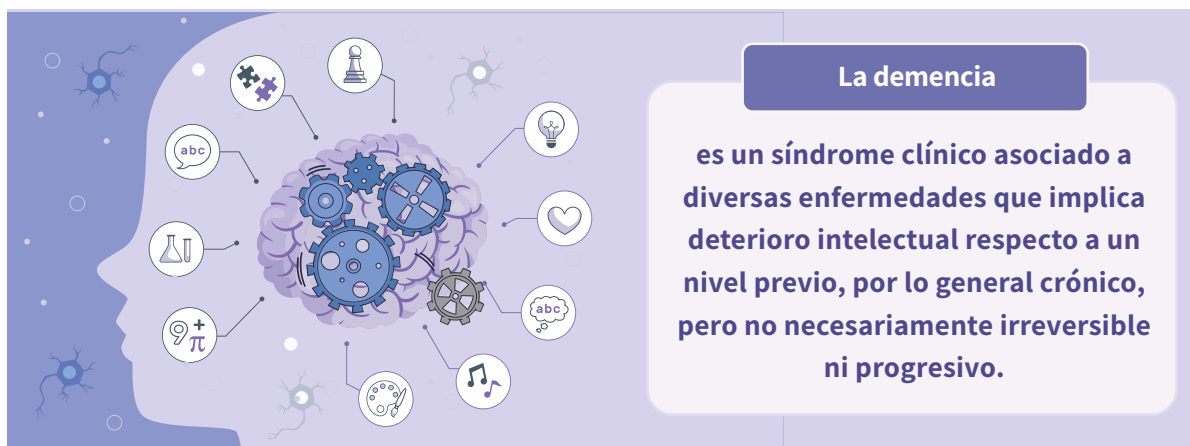 La demencia
es un síndrome clínico asociado a
diversas enfermedades que implica
deterioro intelectual respecto a un
nivel previo, por lo general crónico,
pero no necesariamente irreversible
ni progresivo.
abc
9 + π
abc